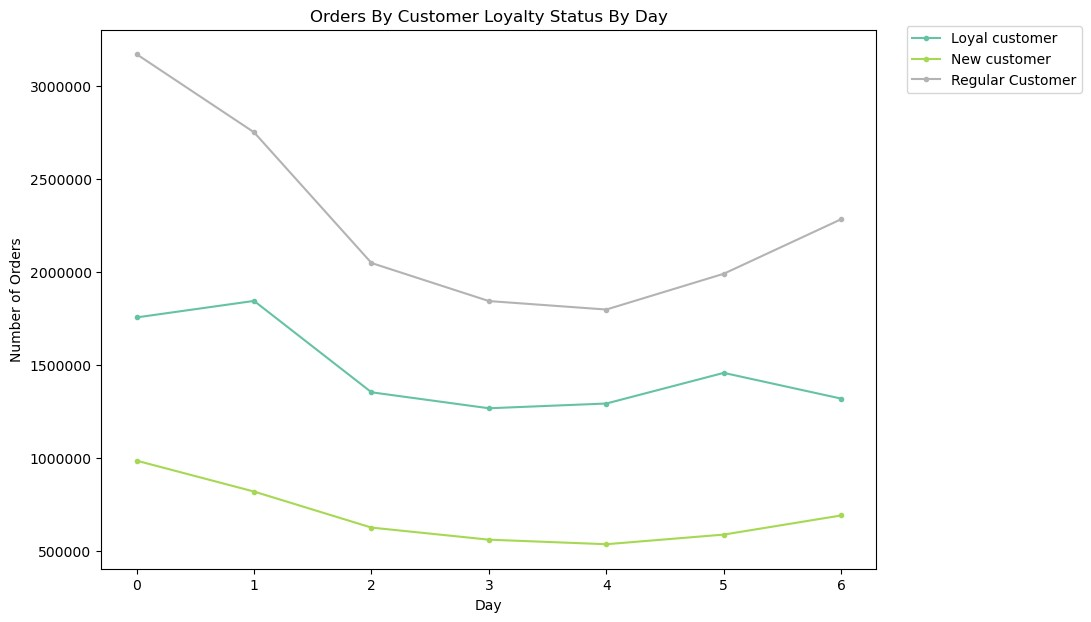 Orders By Customer Loyalty Status By Day
Loyal customer
New customer
Regular Customer
Number of Orders
3000000
2500000
2000000
1500000
1000000
500000
0 1 2 3 4 5 6
Day